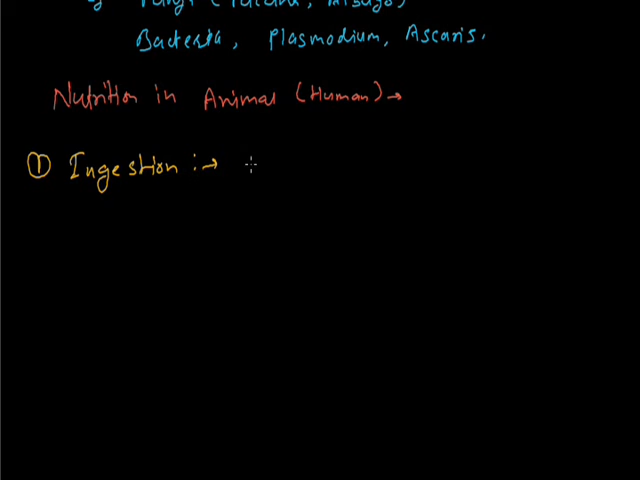 Bacteria, Plasmodium, Ascaris.
Nutrition in Animal (Human) →
① Ingestion :→